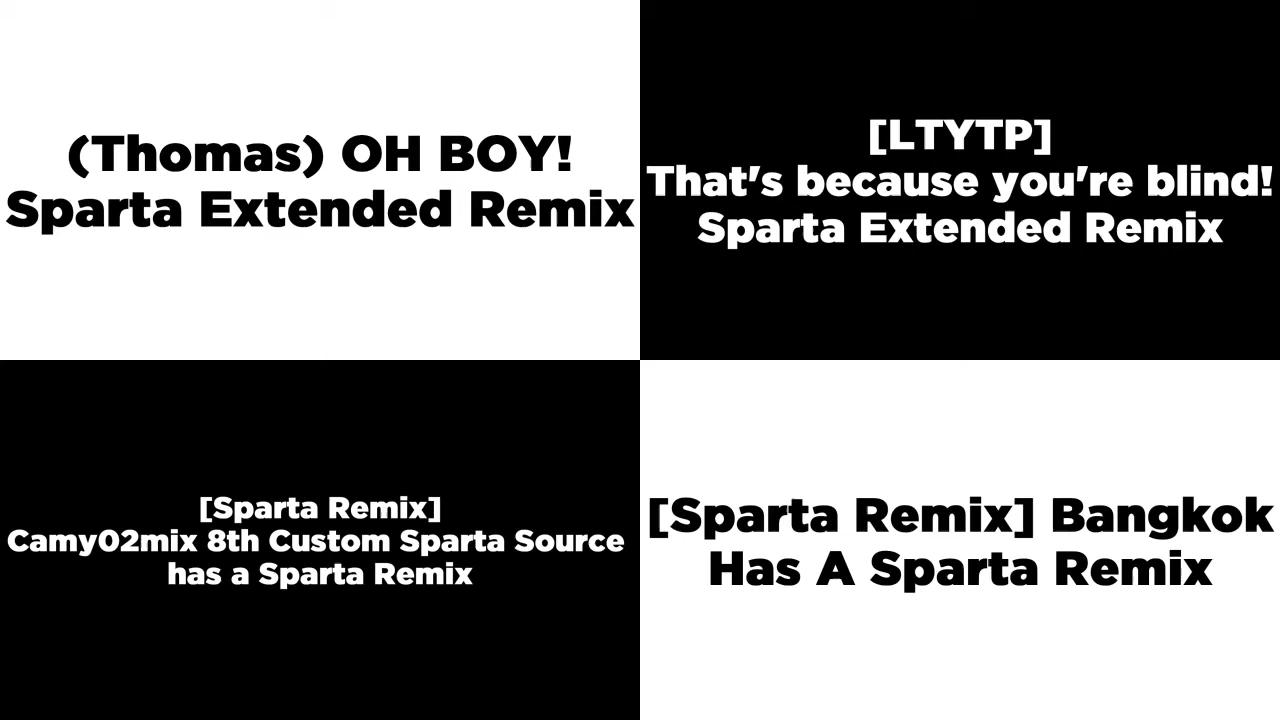 (Thomas) OH BOY!
Sparta Extended Remix
[LTYTP]
That's because you're blind!
Sparta Extended Remix
[Sparta Remix]
Camy02mix 8th Custom Sparta Source
has a Sparta Remix
[Sparta Remix] Bangkok
Has A Sparta Remix